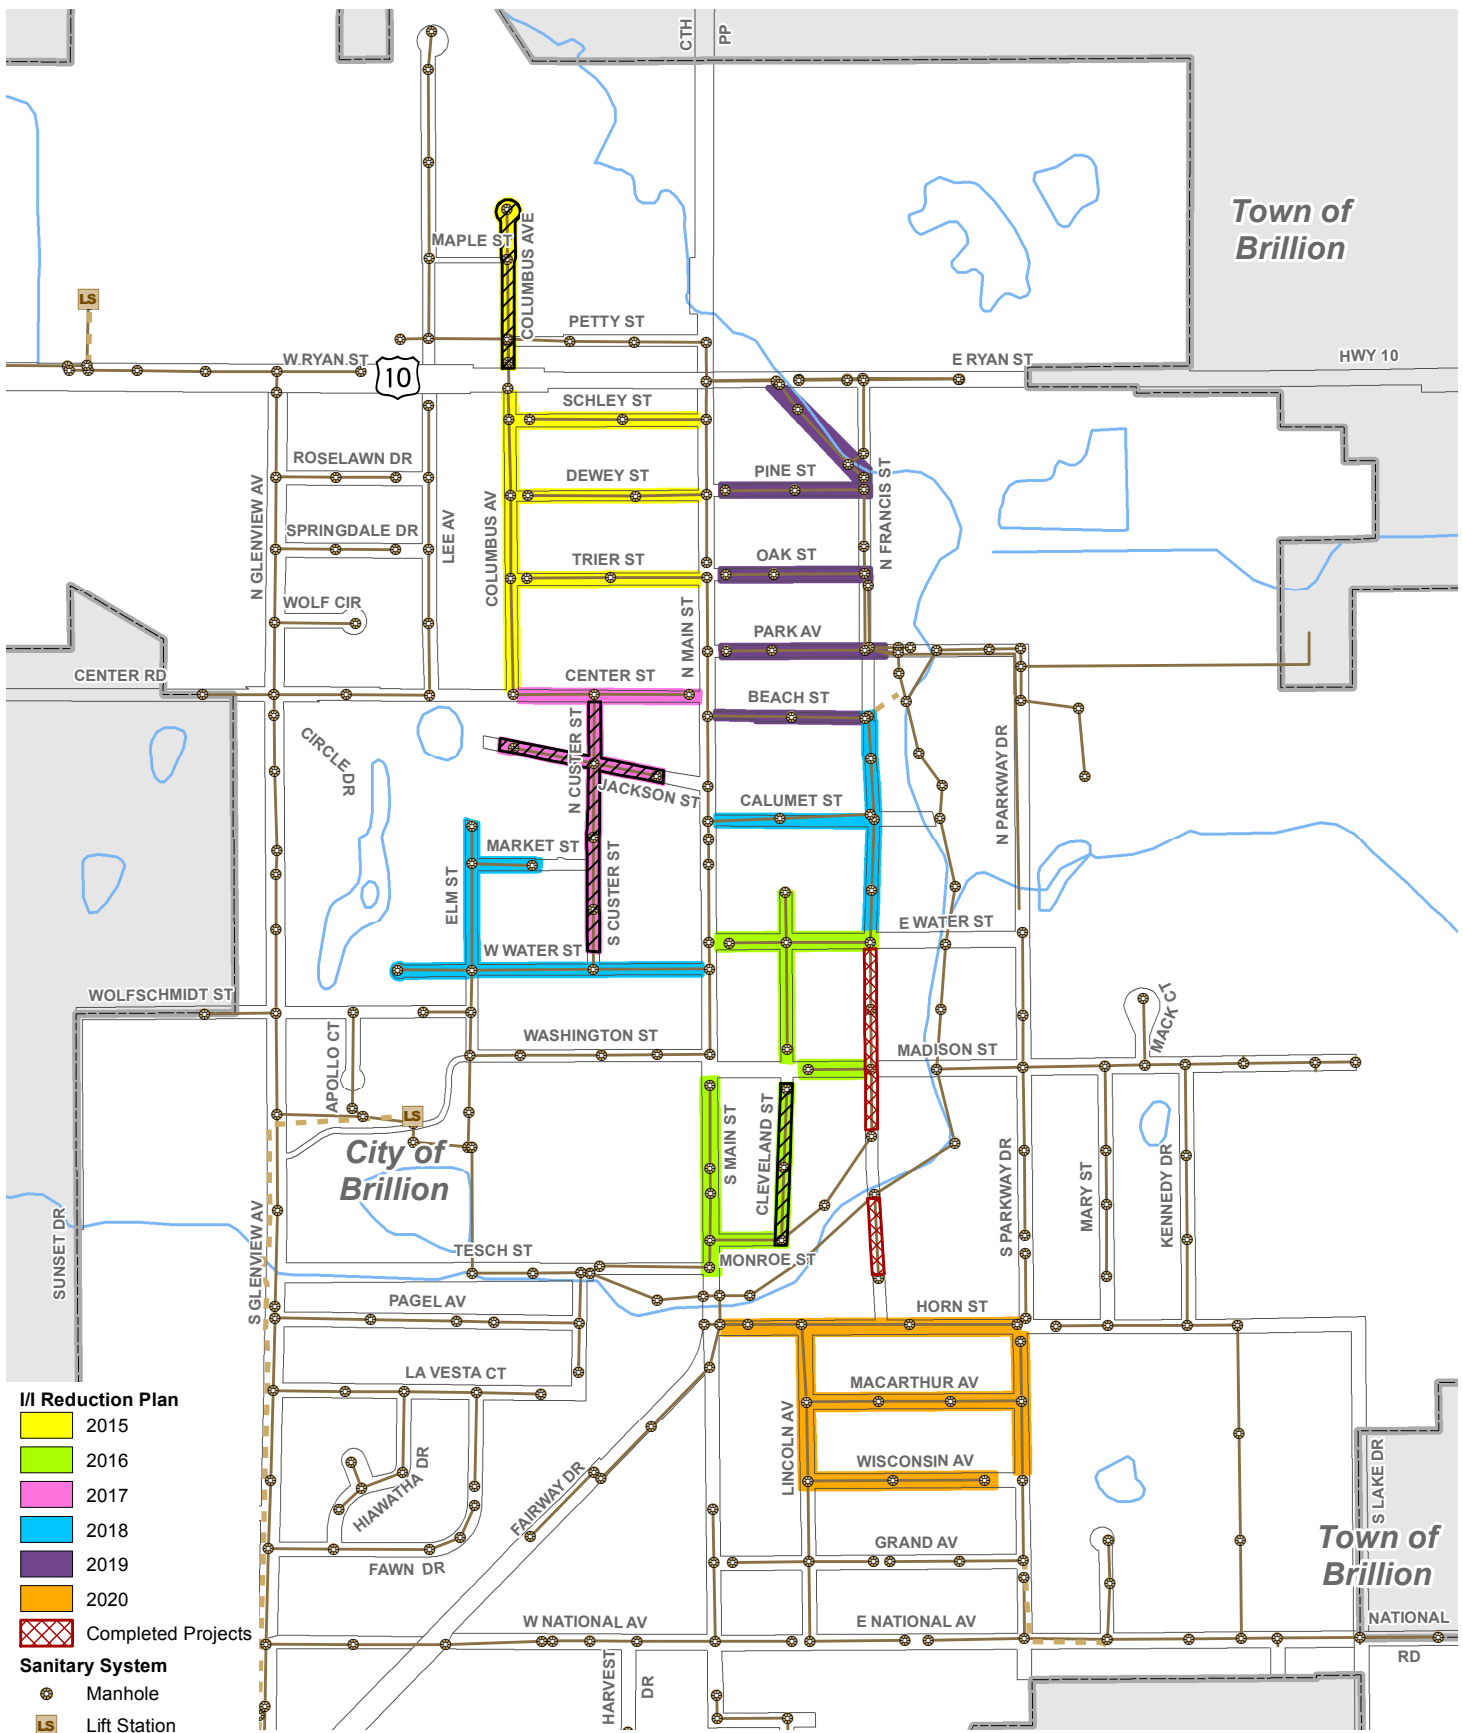 CTH
PP
Town of
Brillion
MAPLE ST
COLUMBUS AVE
LS
PETTY ST
W RYAN ST
10
E RYAN ST
HWY 10
SCHLEY ST
ROSELAWN DR
DEWEY ST
PINE ST
N GLENVIEW AV
LEE AV
COLUMBUS AV
N FRANCIS ST
SPRINGDALE DR
TRIER ST
OAK ST
WOLF CIR
N MAIN ST
PARK AV
CENTER RD
CENTER ST
BEACH ST
CIRCLE DR
N CUSTER ST
JACKSON ST
N PARKWAY DR
CALUMET ST
MARKET ST
ELM ST
S CUSTER ST
E WATER ST
W WATER ST
WOLFSCHMIDT ST
MACK CT
WASHINGTON ST
MADISON ST
APOLLO CT
LS
City of
Brillion
S MAIN ST
CLEVELAND ST
S PARKWAY DR
MARY ST
KENNEDY DR
SUNSET DR
S GLENVIEW AV
TESCH ST
MONROE ST
PAGEL AV
HORN ST
LA VESTA CT
MACARTHUR AV
LINCOLN AV
WISCONSIN AV
HIAWATHA DR
FAIRWAY DR
S LAKE DR
GRAND AV
Town of
Brillion
FAWN DR
W NATIONAL AV
E NATIONAL AV
NATIONAL
RD
HARVEST
DR
I/I Reduction Plan
2015
2016
2017
2018
2019
2020
Completed Projects
Sanitary System
Manhole
LS
Lift Station